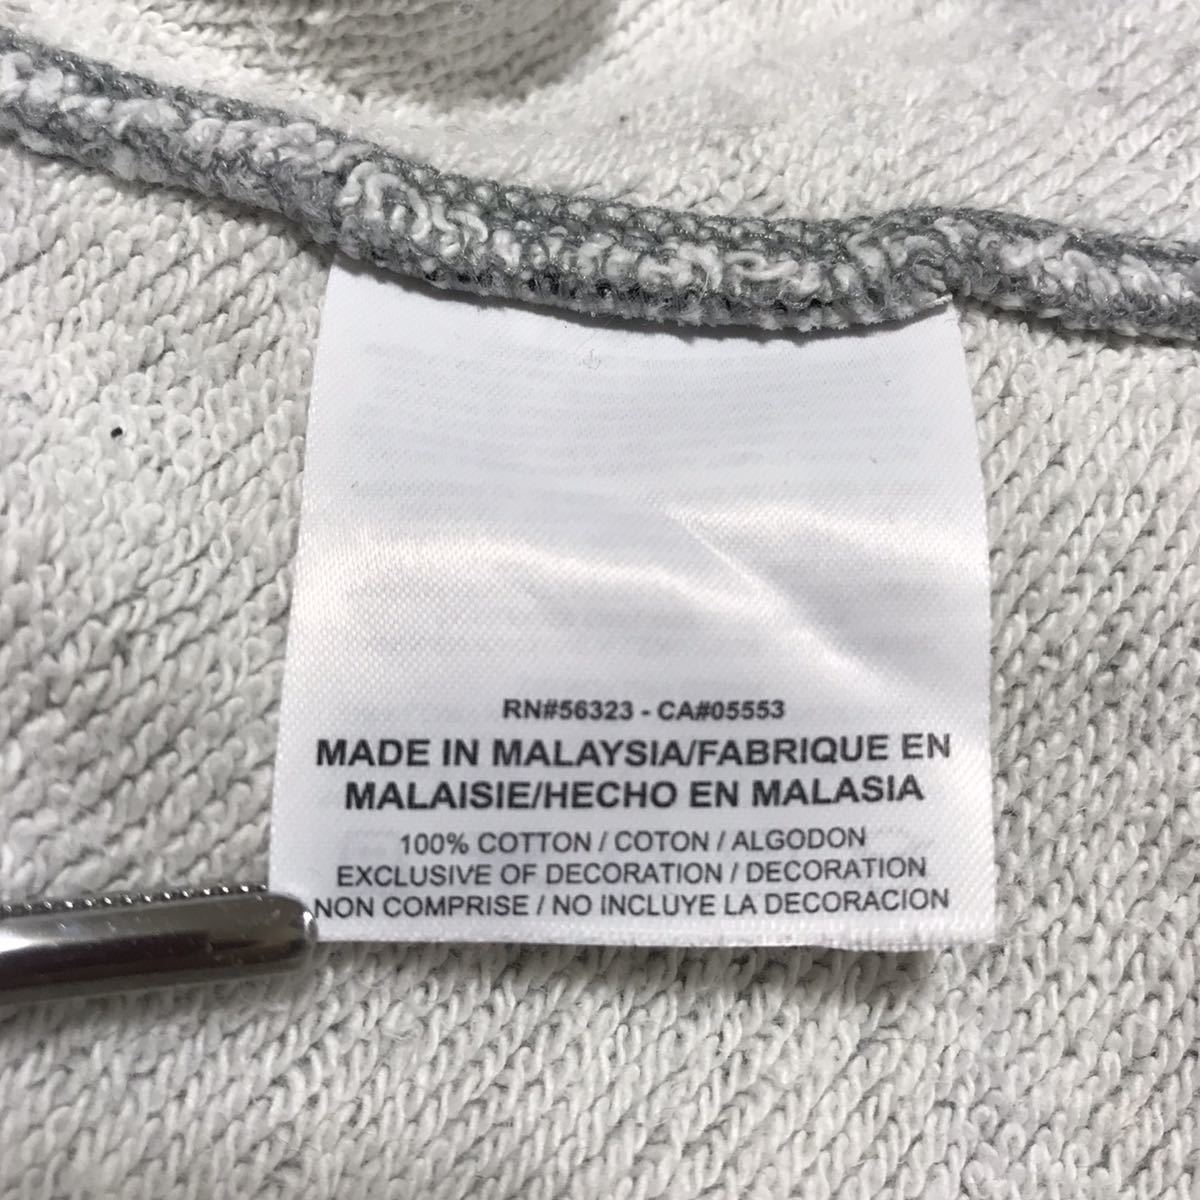 RN#56323 - CA#05553
MADE IN MALAYSIA/FABRIQUE EN
MALAISIE/HECHO EN MALASIA
100% COTTON / COTON / ALGODON
EXCLUSIVE OF DECORATION / DECORATION
NON COMPRISE / NO INCLUYE LA DECORACION